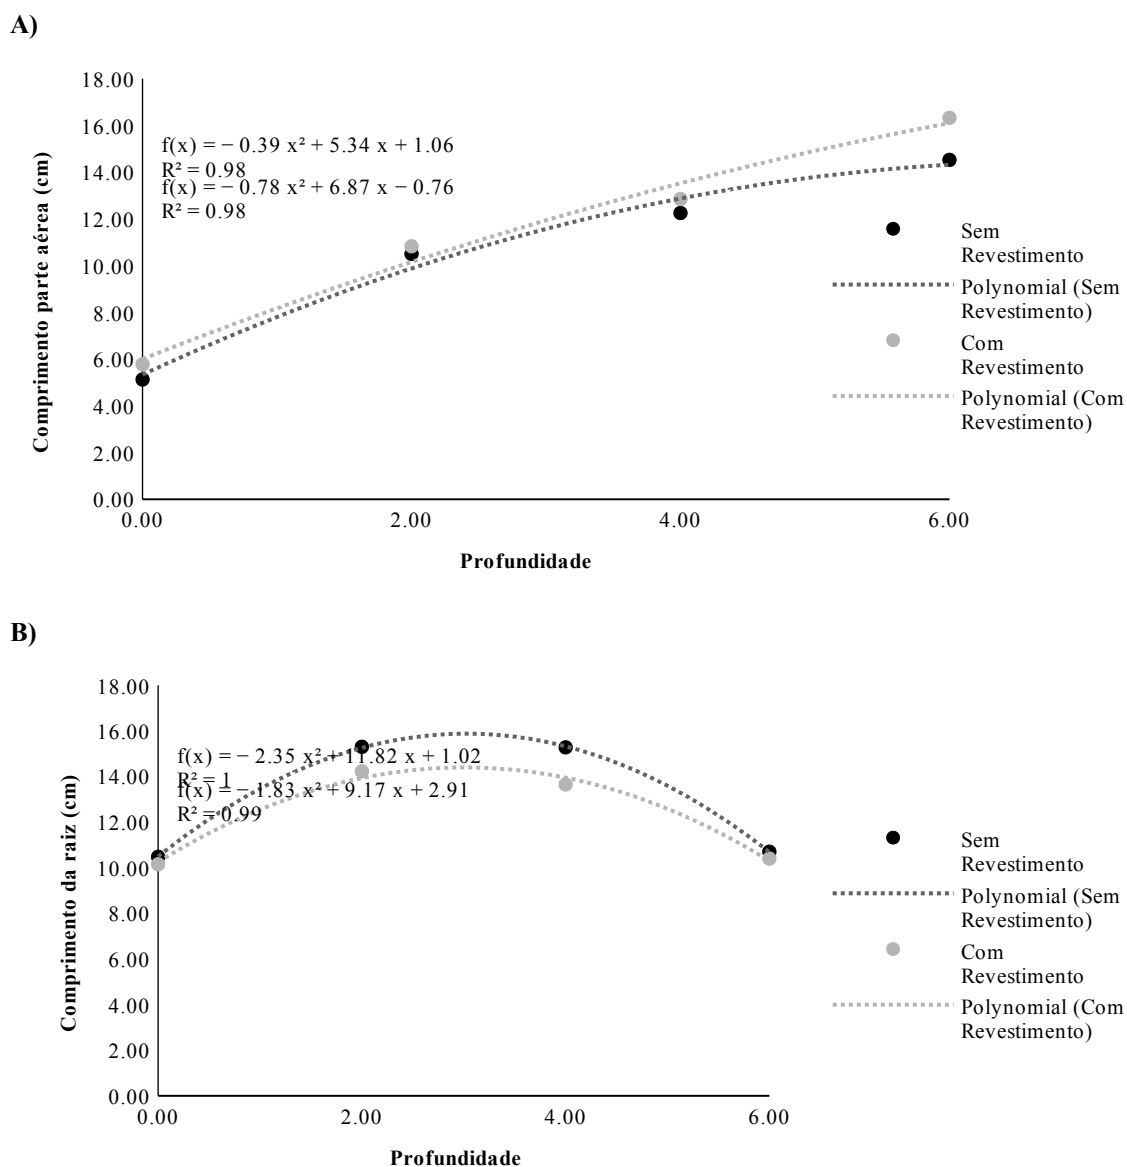 A)
18.00
16.00
14.00
12.00
10.00
8.00
6.00
4.00
2.00
0.00
Comprimento parte aérea (cm)
f(x) = − 0.39 x² + 5.34 x + 1.06
R² = 0.98
f(x) = − 0.78 x² + 6.87 x − 0.76
R² = 0.98
Sem
Revestimento
Polynomial (Sem
Revestimento)
Com
Revestimento
Polynomial (Com
Revestimento)
0.00 2.00 4.00 6.00
Profundidade
B)
18.00
16.00
14.00
12.00
10.00
8.00
6.00
4.00
2.00
0.00
Comprimento da raiz (cm)
f(x) = − 2.35 x² + 11.82 x + 1.02
R² = 1
f(x) = − 1.83 x² + 9.17 x + 2.91
R² = 0.99
Sem
Revestimento
Polynomial (Sem
Revestimento)
Com
Revestimento
Polynomial (Com
Revestimento)
0.00 2.00 4.00 6.00
Profundidade